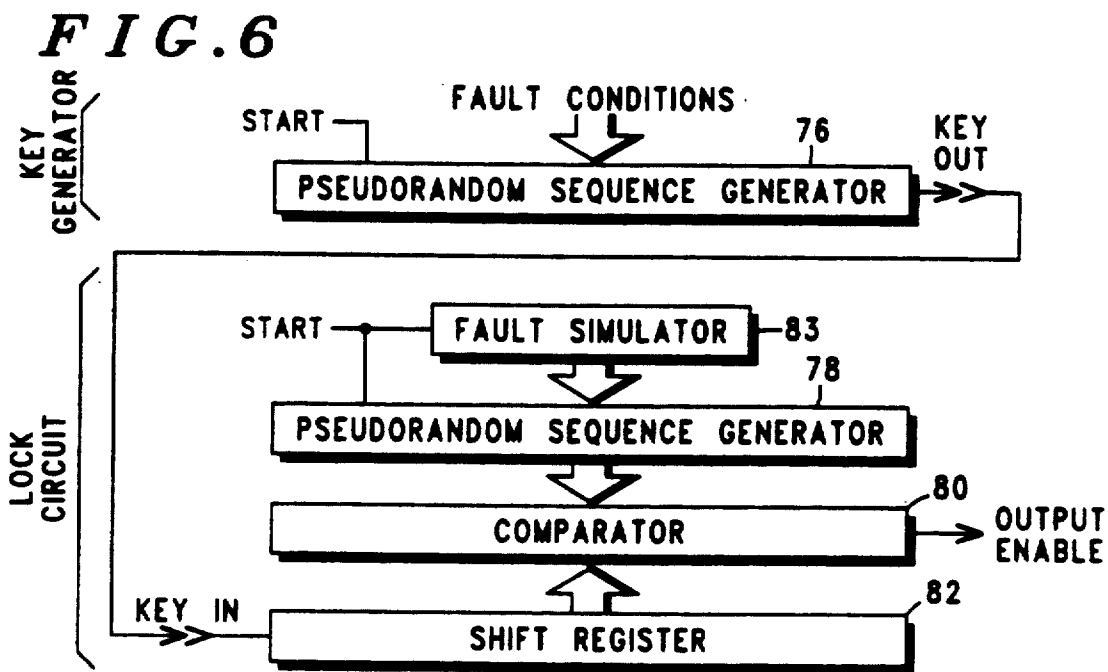 FIG.6
KEY
GENERATOR
START
FAULT CONDITIONS
76
KEY
OUT
PSEUDORANDOM SEQUENCE GENERATOR
LOCK
CIRCUIT
START
FAULT SIMULATOR
83
78
PSEUDORANDOM SEQUENCE GENERATOR
80
COMPARATOR
OUTPUT
ENABLE
KEY IN
82
SHIFT REGISTER